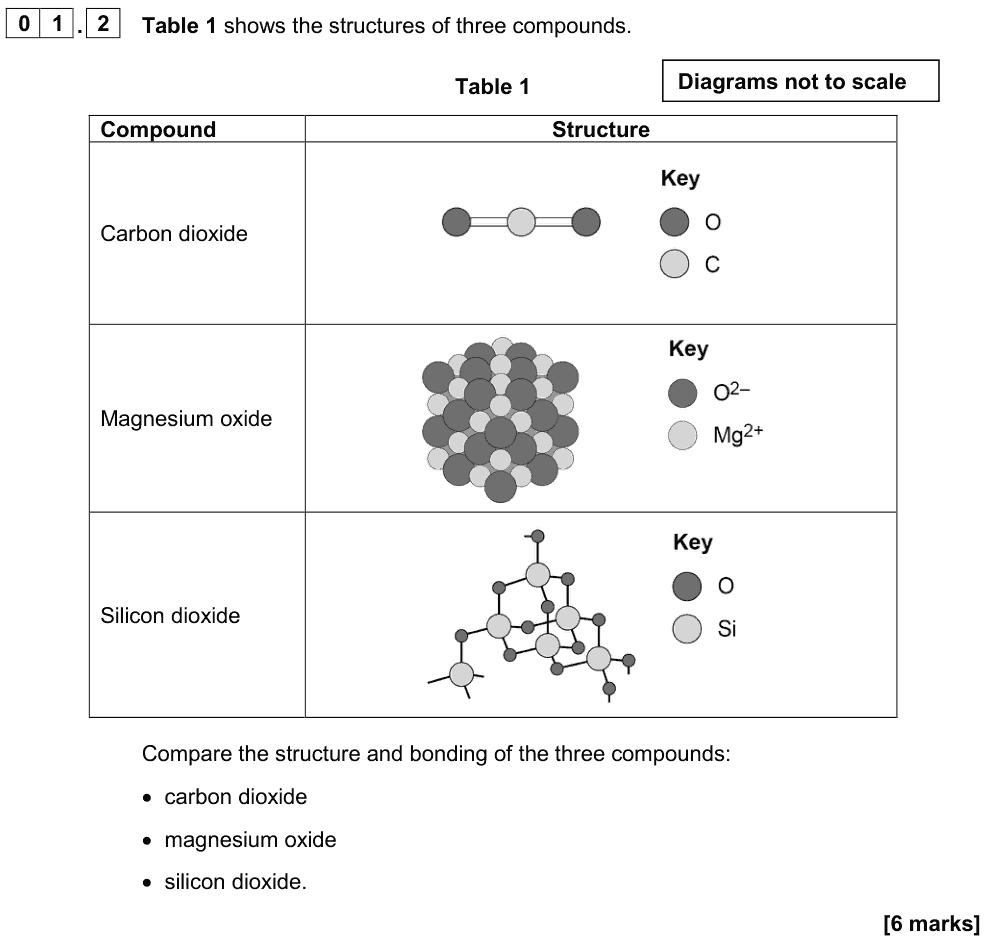 0 1 . 2 Table 1 shows the structures of three compounds.
Table 1
Diagrams not to scale
Compound Structure
Carbon dioxide
Key
O
C
Magnesium oxide
Key
O²⁻
Mg²⁺
Silicon dioxide
Key
O
Si
Compare the structure and bonding of the three compounds:
• carbon dioxide
• magnesium oxide
• silicon dioxide.
[6 marks]